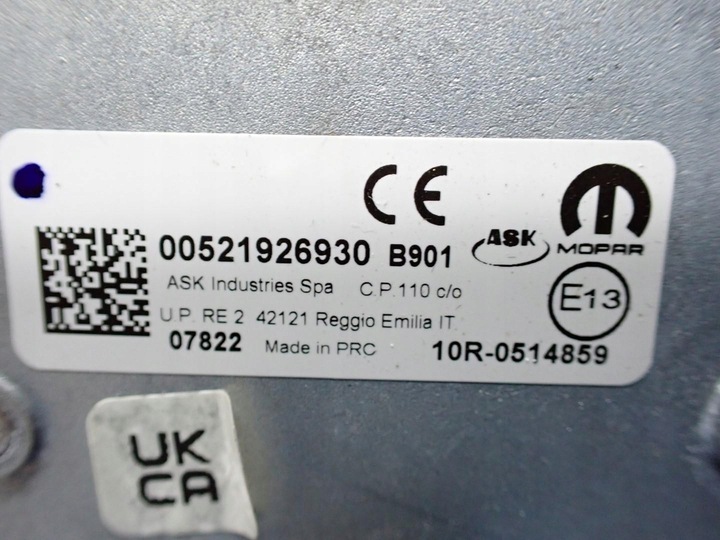 CE
00521926930 B901 ASK MOPAR
ASK Industries Spa C.P.110 c/o
U.P. RE 2 42121 Reggio Emilia IT
E13
07822 Made in PRC 10R-0514859
UK
CA